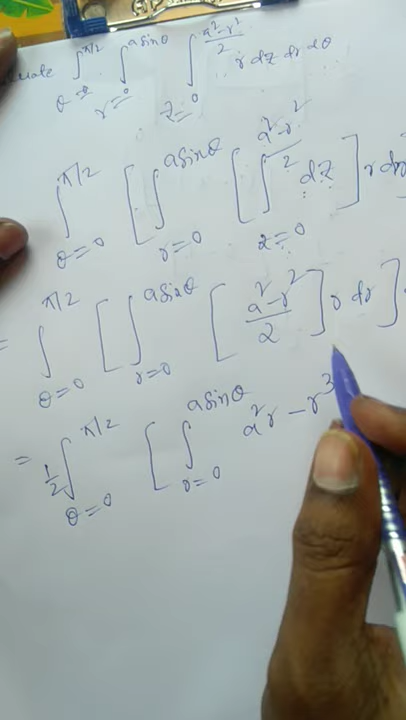 ∫_{θ=0}^{π/2} ∫_{r=0}^{a sinθ} ∫_{z=0}^{(a²-r²)/2} r dz dr dθ
∫_{θ=0}^{π/2} [ ∫_{r=0}^{a sinθ} [ ∫_{z=0}^{(a²-r²)/2} dz ] r dr
= ∫_{θ=0}^{π/2} [ ∫_{r=0}^{a sinθ} [ (a²-r²)/2 ] r dr ]
= 1/2 ∫_{θ=0}^{π/2} [ ∫_{r=0}^{a sinθ} a²r - r³